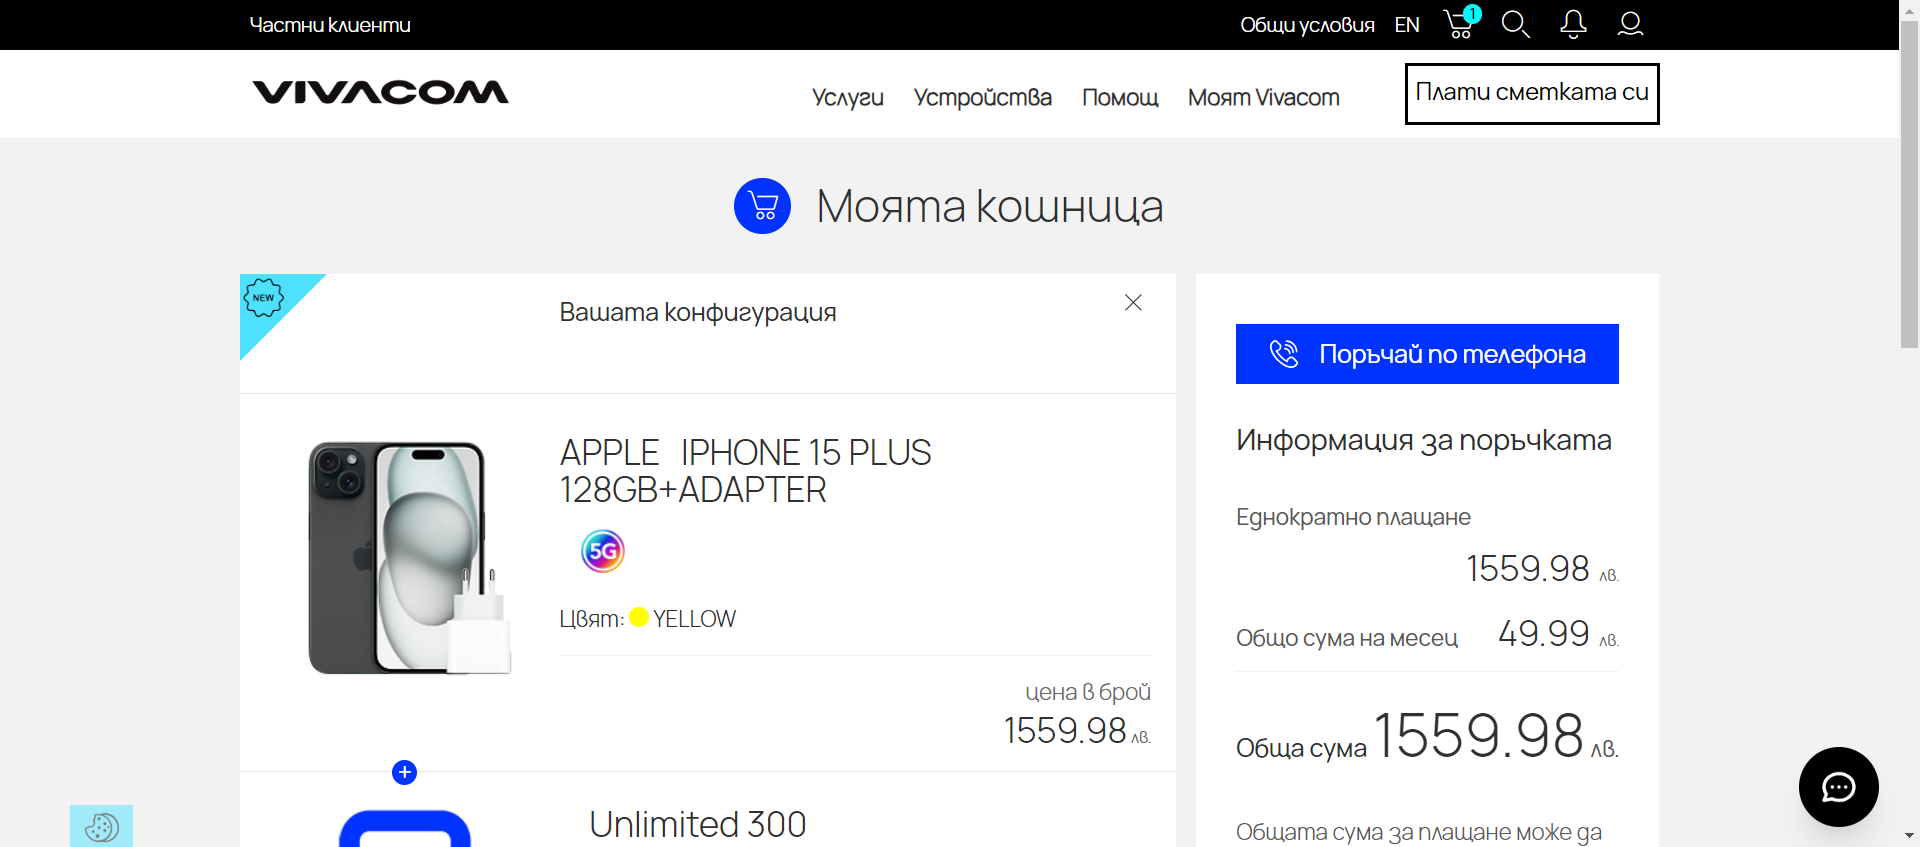 Частни клиенти
Общи условия EN 1
VIVACOM
Услуги Устройства Помощ Моят Vivacom Плати сметката си
Моята кошница
NEW
Вашата конфигурация
APPLE IPHONE 15 PLUS
128GB+ADAPTER
5G
Цвят: YELLOW
цена в брой
1559.98 лв.
Unlimited 300
Поръчай по телефона
Информация за поръчката
Еднократно плащане
1559.98 лв.
Общо сума на месец 49.99 лв.
Обща сума 1559.98 лв.
Общата сума за плащане може да